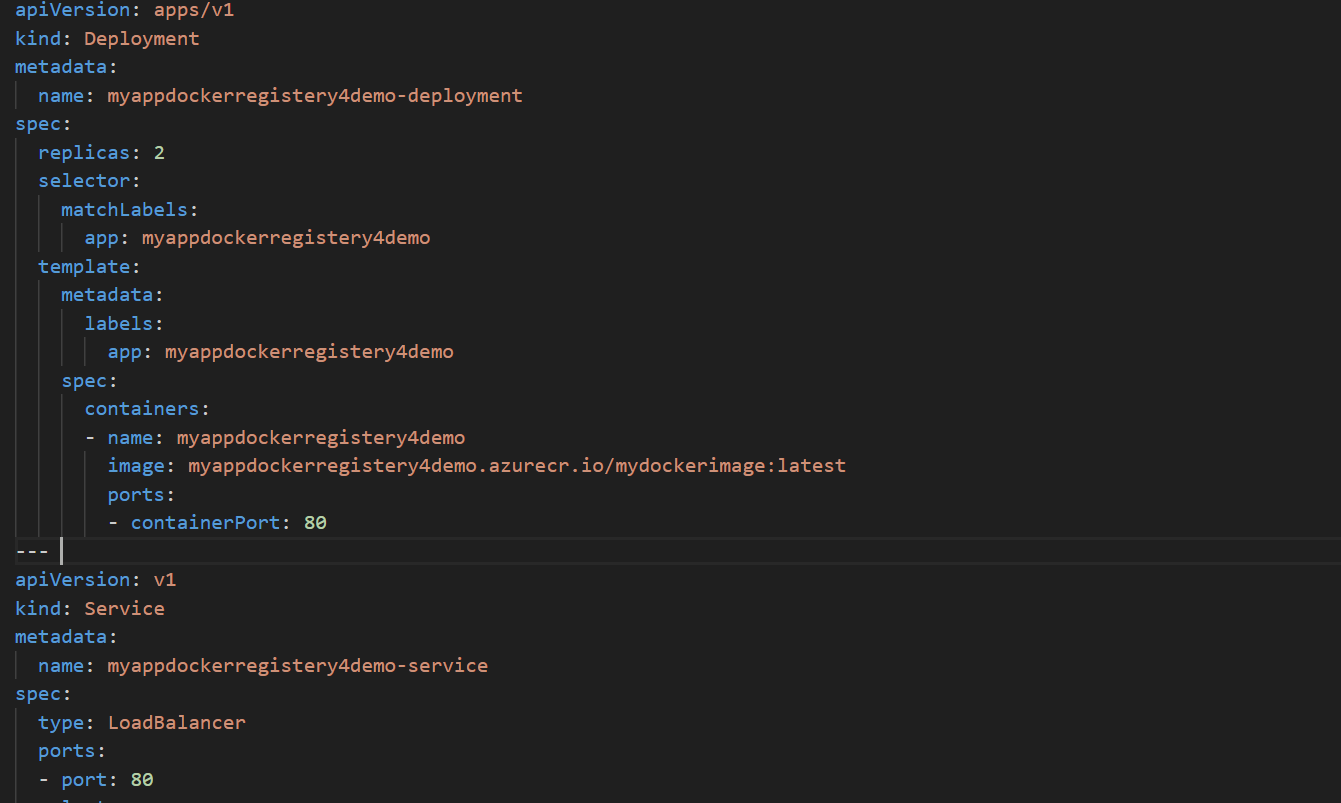 apiVersion: apps/v1
kind: Deployment
metadata:
  name: myappdockerregistery4demo-deployment
spec:
  replicas: 2
  selector:
    matchLabels:
      app: myappdockerregistery4demo
  template:
    metadata:
      labels:
        app: myappdockerregistery4demo
    spec:
      containers:
      - name: myappdockerregistery4demo
        image: myappdockerregistery4demo.azurecr.io/mydockerimage:latest
        ports:
        - containerPort: 80
---
apiVersion: v1
kind: Service
metadata:
  name: myappdockerregistery4demo-service
spec:
  type: LoadBalancer
  ports:
  - port: 80